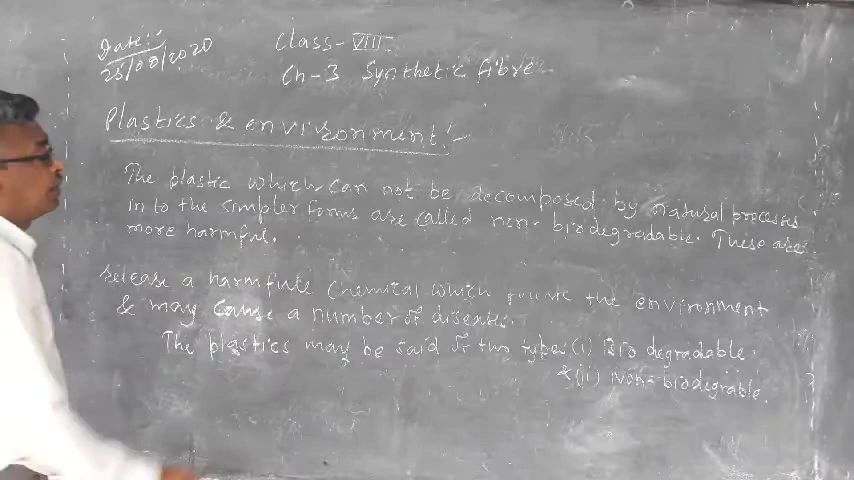 Date:-
25/08/2020
Class-VIII
Ch-3 Synthetic fibre
Plastics & environment:-
The plastic which can not be decomposed by natural processes
in to the simpler forms are called non-biodegradable. These are
more harmful.
release a harmfull chemical which pollute the environment
& may cause a number of diseases.
The plastics may be said of two types (i) Biodegradable.
& (ii) Non-biodegrable.